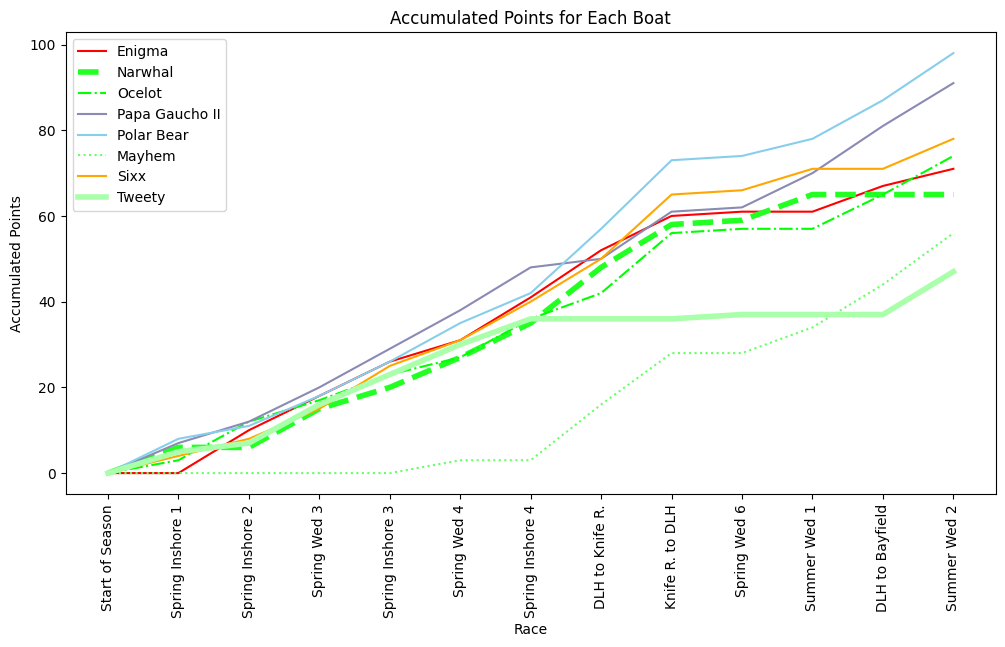 Accumulated Points for Each Boat
Enigma
Narwhal
Ocelot
Papa Gaucho II
Polar Bear
Mayhem
Sixx
Tweety
Accumulated Points
100
80
60
40
20
0
Start of Season
Spring Inshore 1
Spring Inshore 2
Spring Wed 3
Spring Inshore 3
Spring Wed 4
Spring Inshore 4
DLH to Knife R.
Knife R. to DLH
Spring Wed 6
Summer Wed 1
DLH to Bayfield
Summer Wed 2
Race